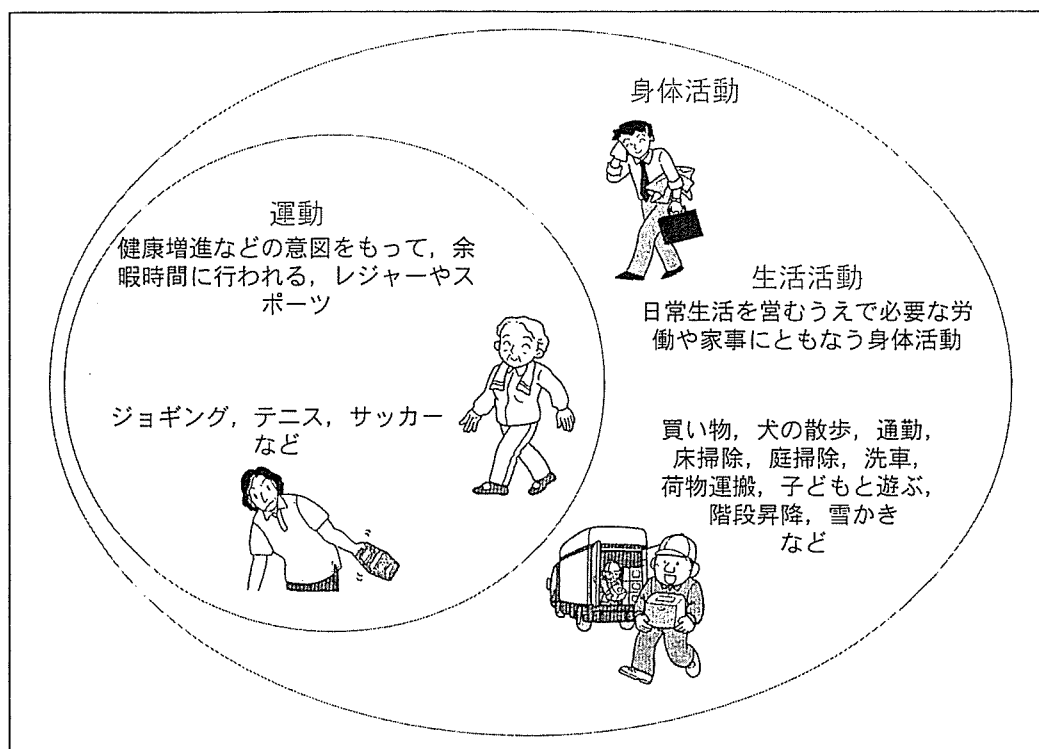 身体活動
運動
健康増進などの意図をもって，余
暇時間に行われる，レジャーやス
ポーツ
生活活動
日常生活を営むうえで必要な労
働や家事にともなう身体活動
ジョギング，テニス，サッカー
など
買い物，犬の散歩，通勤，
床掃除，庭掃除，洗車，
荷物運搬，子どもと遊ぶ，
階段昇降，雪かき
など